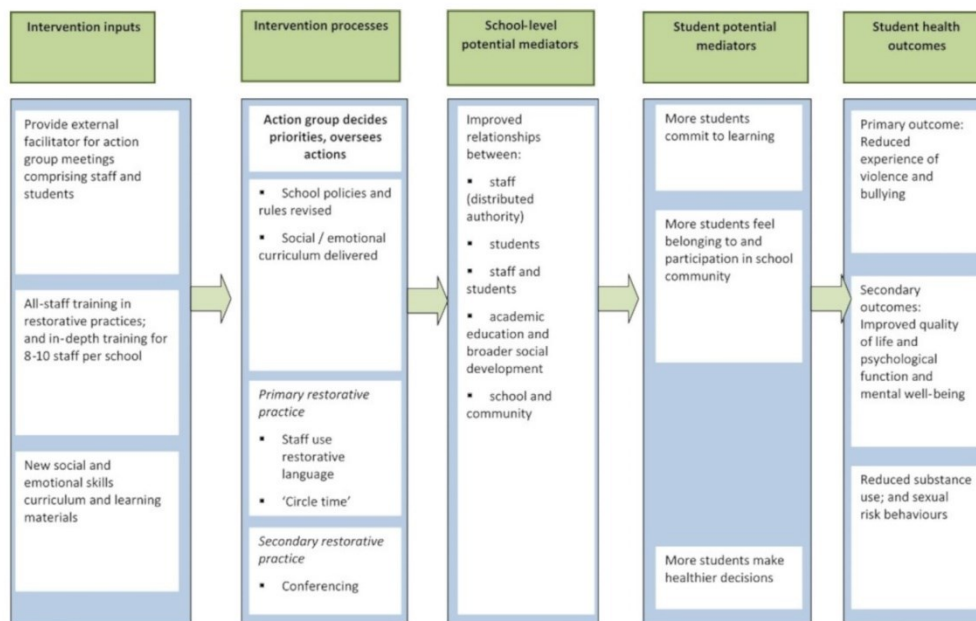 Intervention inputs
Provide external
facilitator for action
group meetings
comprising staff and
students
All-staff training in
restorative practices;
and in-depth training for
8-10 staff per school
New social and
emotional skills
curriculum and learning
materials
Intervention processes
Action group decides
priorities, oversees
actions
▪ School policies and
rules revised
▪ Social / emotional
curriculum delivered
Primary restorative
practice
▪ Staff use
restorative
language
▪ ‘Circle time’
Secondary restorative
practice
▪ Conferencing
School-level
potential mediators
Improved
relationships
between:
▪ staff
(distributed
authority)
▪ students
▪ staff and
students
▪ academic
education and
broader social
development
▪ school and
community
Student potential
mediators
More students
commit to learning
More students feel
belonging to and
participation in school
community
More students make
healthier decisions
Student health
outcomes
Primary outcome:
Reduced
experience of
violence and
bullying
Secondary
outcomes:
Improved quality
of life and
psychological
function and
mental well-being
Reduced substance
use; and sexual
risk behaviours